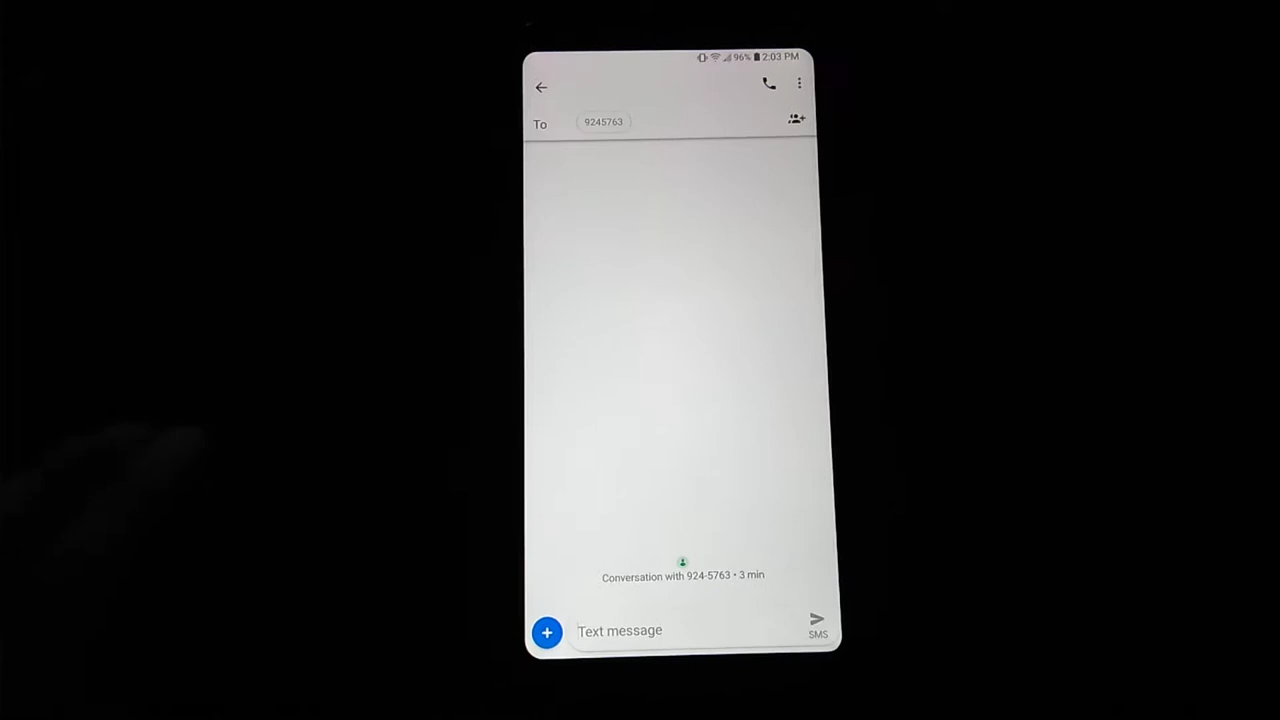 96% 2:03 PM
To 9245763
Conversation with 924-5763 • 3 min
Text message
SMS